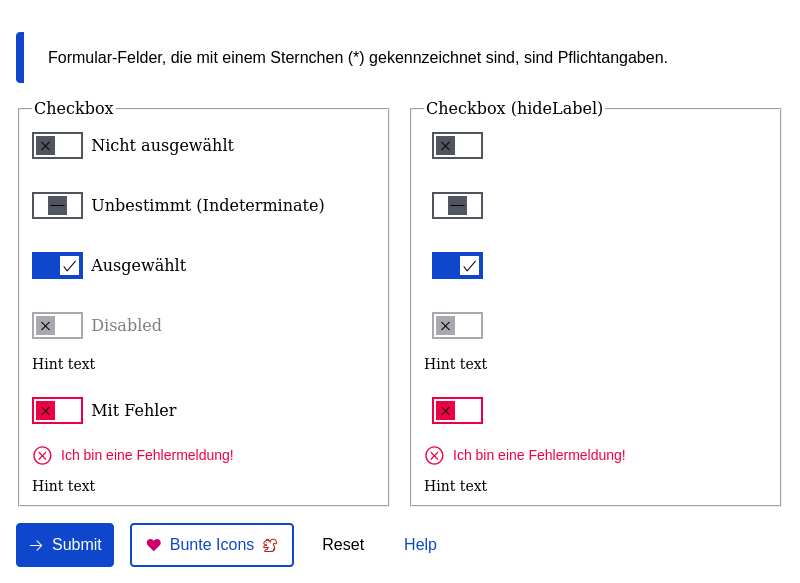 Formular-Felder, die mit einem Sternchen (*) gekennzeichnet sind, sind Pflichtangaben.
Checkbox
Nicht ausgewählt
Unbestimmt (Indeterminate)
Ausgewählt
Disabled
Hint text
Mit Fehler
Ich bin eine Fehlermeldung!
Hint text
Checkbox (hideLabel)
Hint text
Ich bin eine Fehlermeldung!
Hint text
Submit
Bunte Icons
Reset
Help